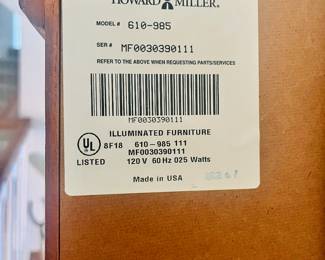 HOWARD MILLER®
MODEL # 610-985
SER # MF0030390111
REFER TO THE ABOVE WHEN REQUESTING PARTS/SERVICES
MF0030390111
ILLUMINATED FURNITURE
UL 8F18 610-985 111
MF0030390111
LISTED 120 V 60 Hz 025 Watts
Made in USA